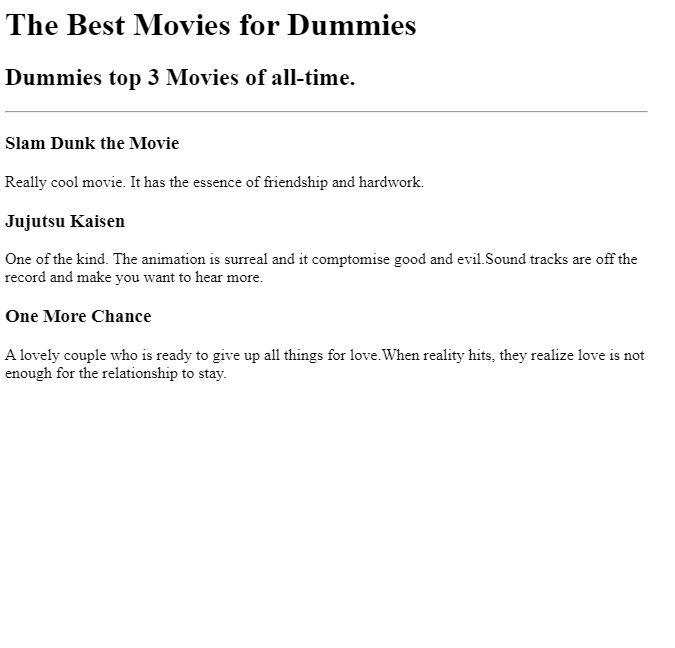 The Best Movies for Dummies
Dummies top 3 Movies of all-time.
Slam Dunk the Movie
Really cool movie. It has the essence of friendship and hardwork.
Jujutsu Kaisen
One of the kind. The animation is surreal and it comptomise good and evil.Sound tracks are off the
record and make you want to hear more.
One More Chance
A lovely couple who is ready to give up all things for love.When reality hits, they realize love is not
enough for the relationship to stay.